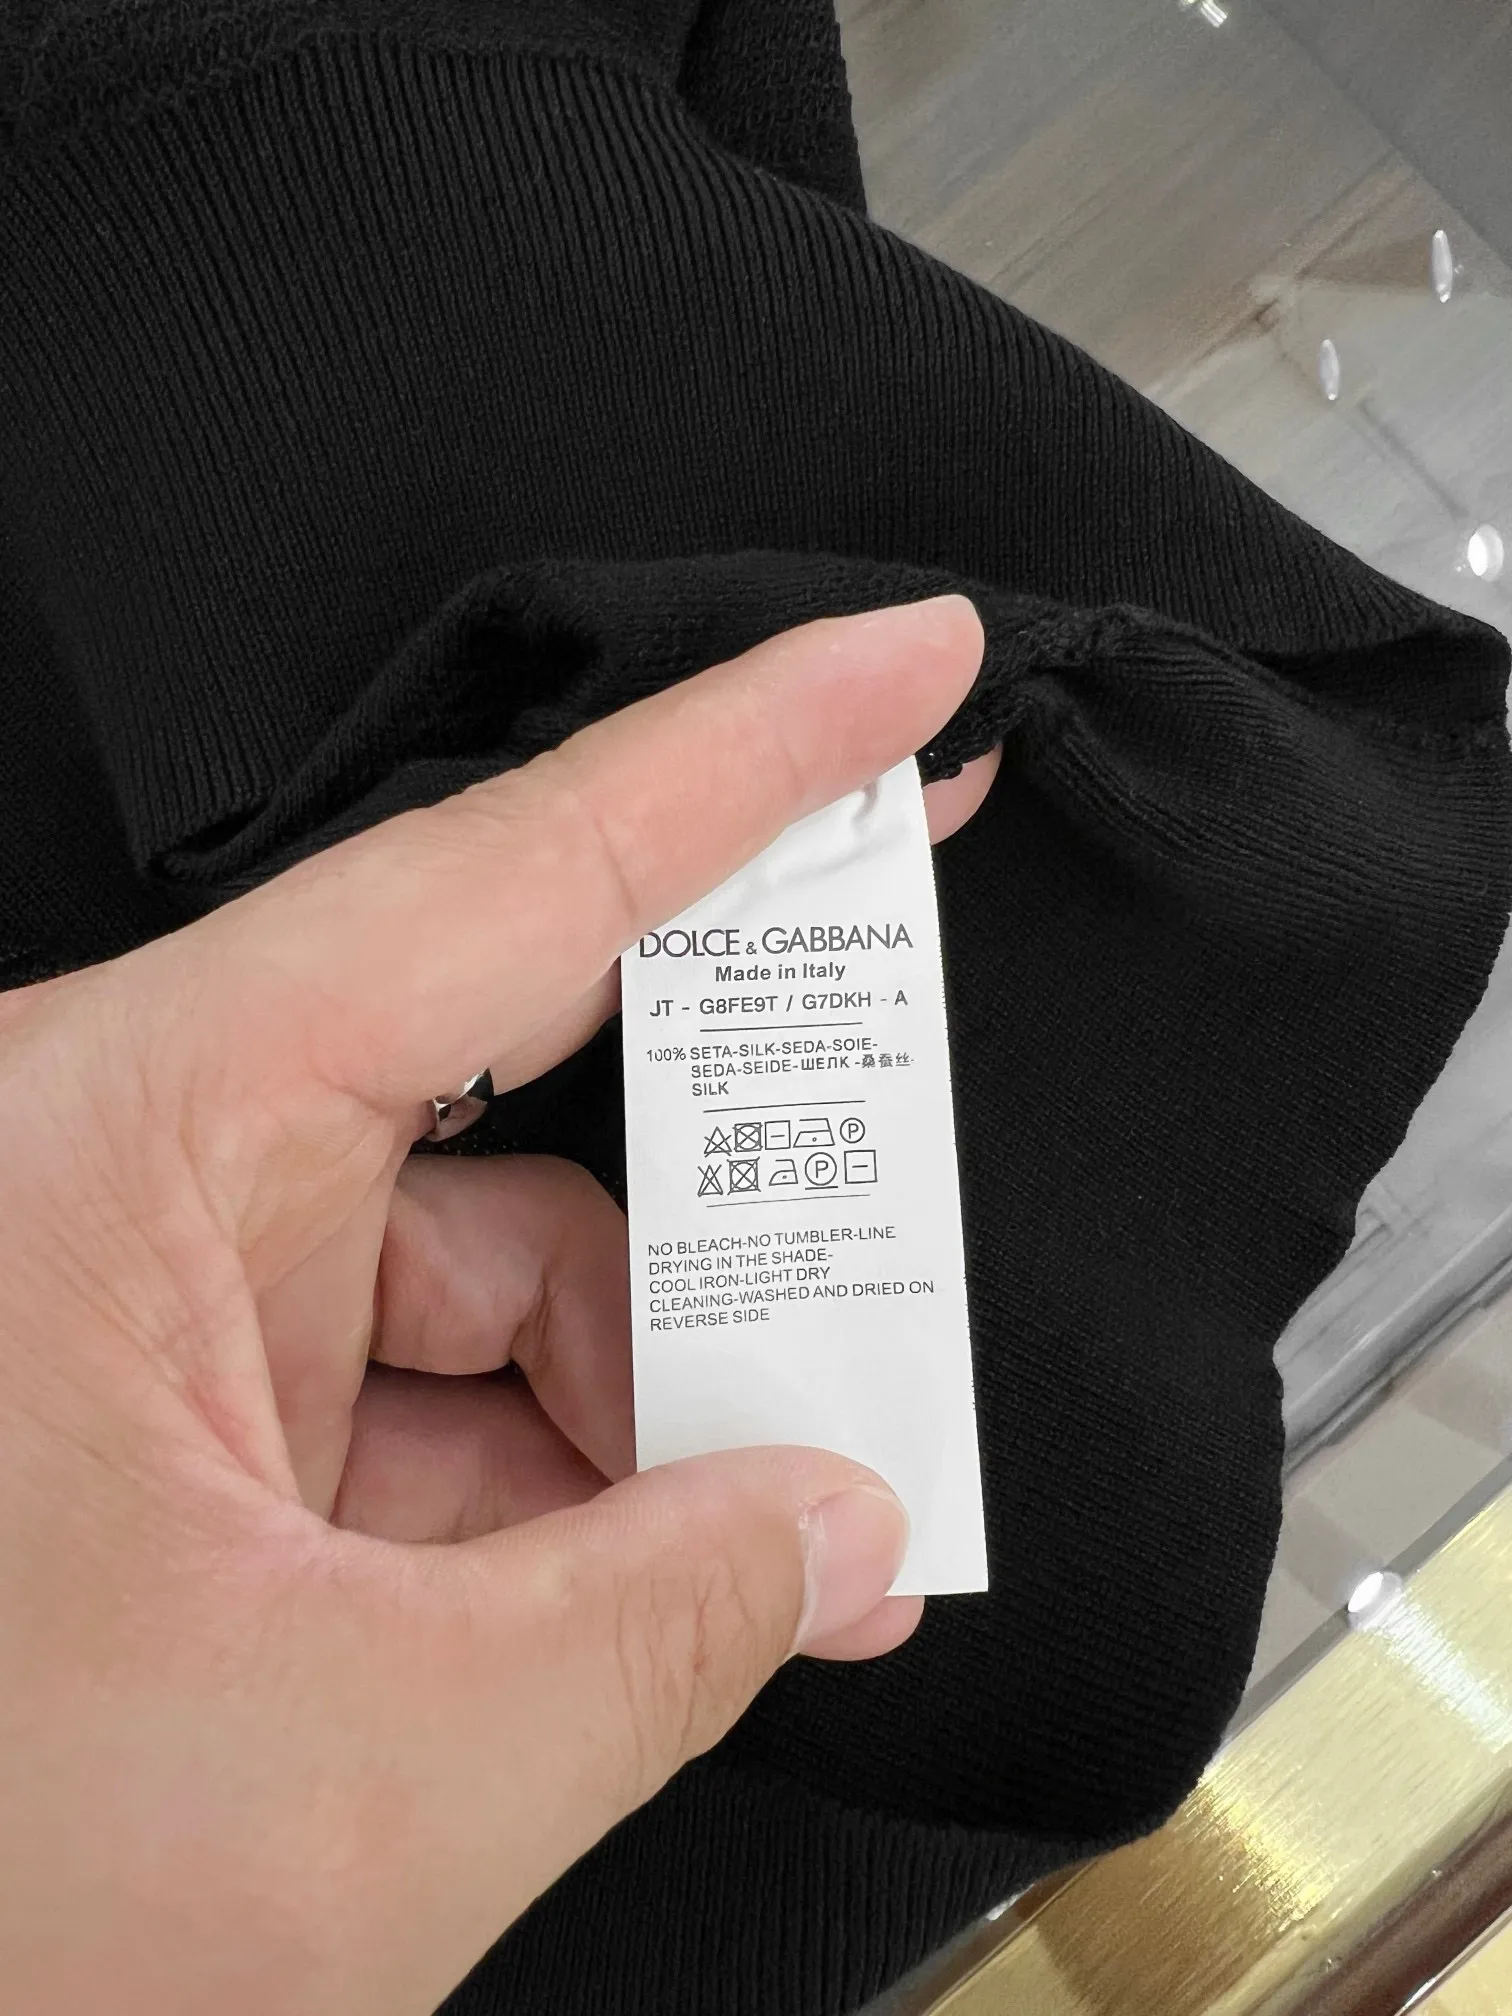 DOLCE & GABBANA
Made in Italy
JT - G8FE9T / G7DKH - A
100% SETA-SILK-SEDA-SOIE-
SEDA-SEIDE-ШЕЛК -桑蚕丝-
SILK
P
P
NO BLEACH-NO TUMBLER-LINE
DRYING IN THE SHADE-
COOL IRON-LIGHT DRY
CLEANING-WASHED AND DRIED ON
REVERSE SIDE